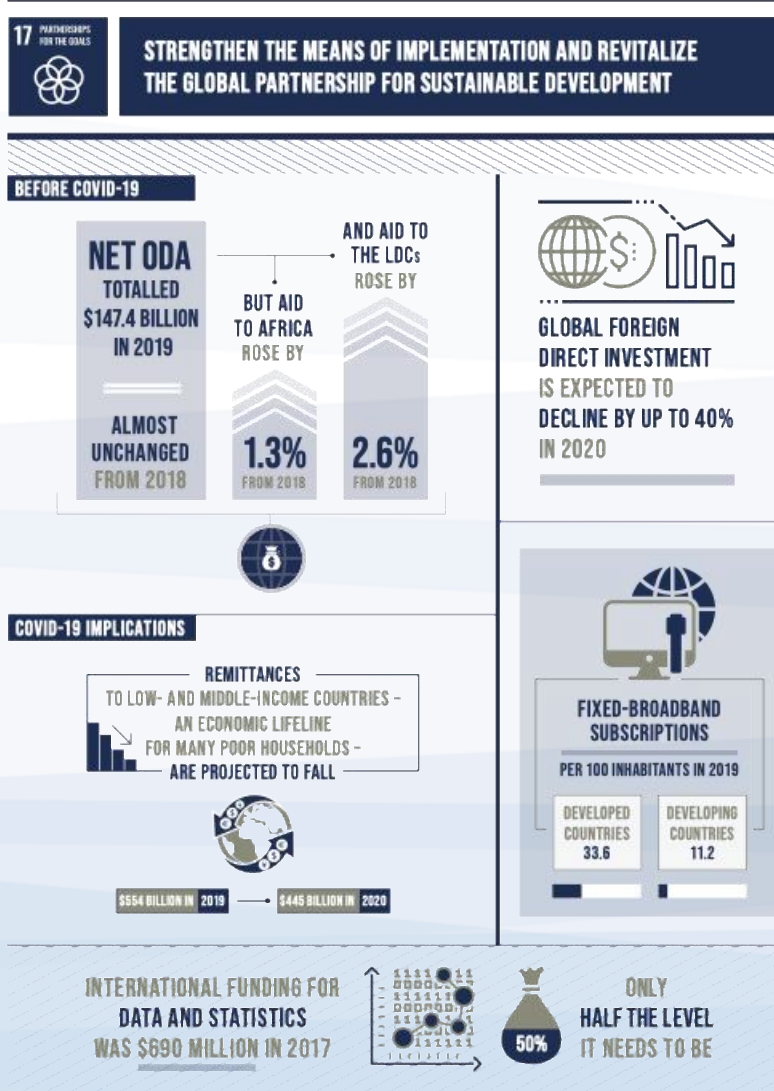 17 PARTNERSHIPS
FOR THE GOALS
STRENGTHEN THE MEANS OF IMPLEMENTATION AND REVITALIZE
THE GLOBAL PARTNERSHIP FOR SUSTAINABLE DEVELOPMENT
BEFORE COVID-19
NET ODA
TOTALLED
$147.4 BILLION
IN 2019
ALMOST
UNCHANGED
FROM 2018
BUT AID
TO AFRICA
ROSE BY
1.3%
FROM 2018
AND AID TO
THE LDCs
ROSE BY
2.6%
FROM 2018
$
GLOBAL FOREIGN
DIRECT INVESTMENT
IS EXPECTED TO
DECLINE BY UP TO 40%
IN 2020
COVID-19 IMPLICATIONS
REMITTANCES
TO LOW- AND MIDDLE-INCOME COUNTRIES –
AN ECONOMIC LIFELINE
FOR MANY POOR HOUSEHOLDS –
ARE PROJECTED TO FALL
$554 BILLION IN 2019
$445 BILLION IN 2020
FIXED-BROADBAND
SUBSCRIPTIONS
PER 100 INHABITANTS IN 2019
DEVELOPED
COUNTRIES
33.6
DEVELOPING
COUNTRIES
11.2
INTERNATIONAL FUNDING FOR
DATA AND STATISTICS
WAS $690 MILLION IN 2017
50%
ONLY
HALF THE LEVEL
IT NEEDS TO BE